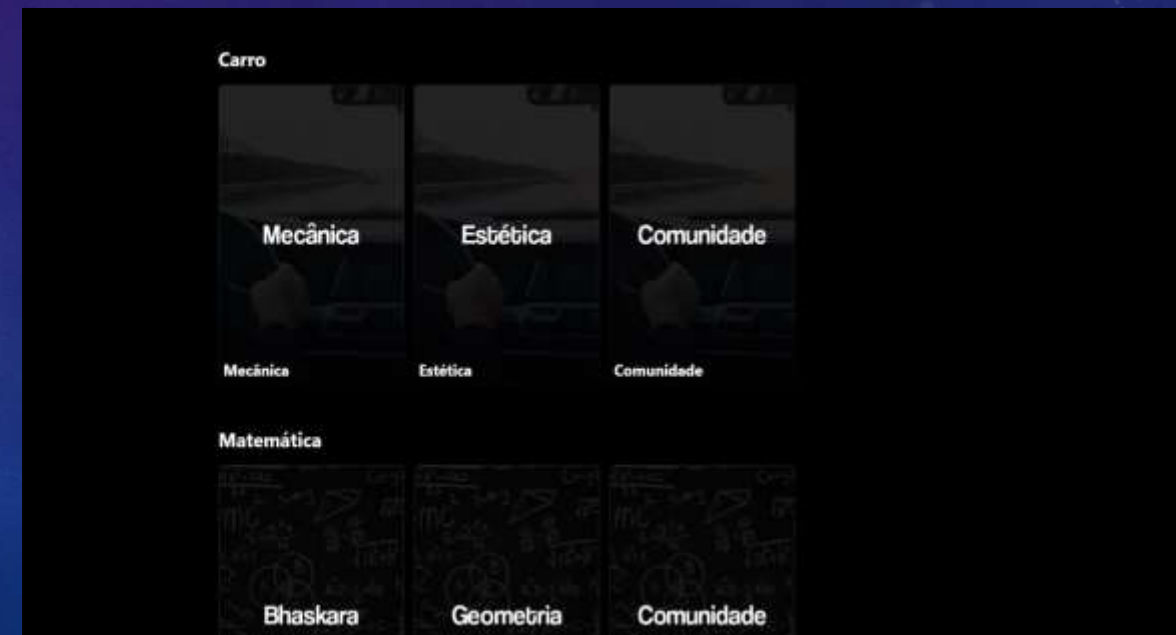 Carro
Mecânica Estética Comunidade
Mecânica Estética Comunidade
Matemática
Bhaskara Geometria Comunidade